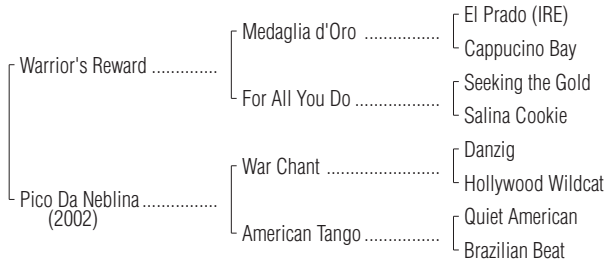 El Prado (IRE)
Medaglia d'Oro ................
Cappucino Bay
Warrior's Reward ..............
Seeking the Gold
For All You Do ..................
Salina Cookie
Danzig
War Chant .....................
Hollywood Wildcat
Pico Da Neblina ................
(2002)
Quiet American
American Tango ................
Brazilian Beat